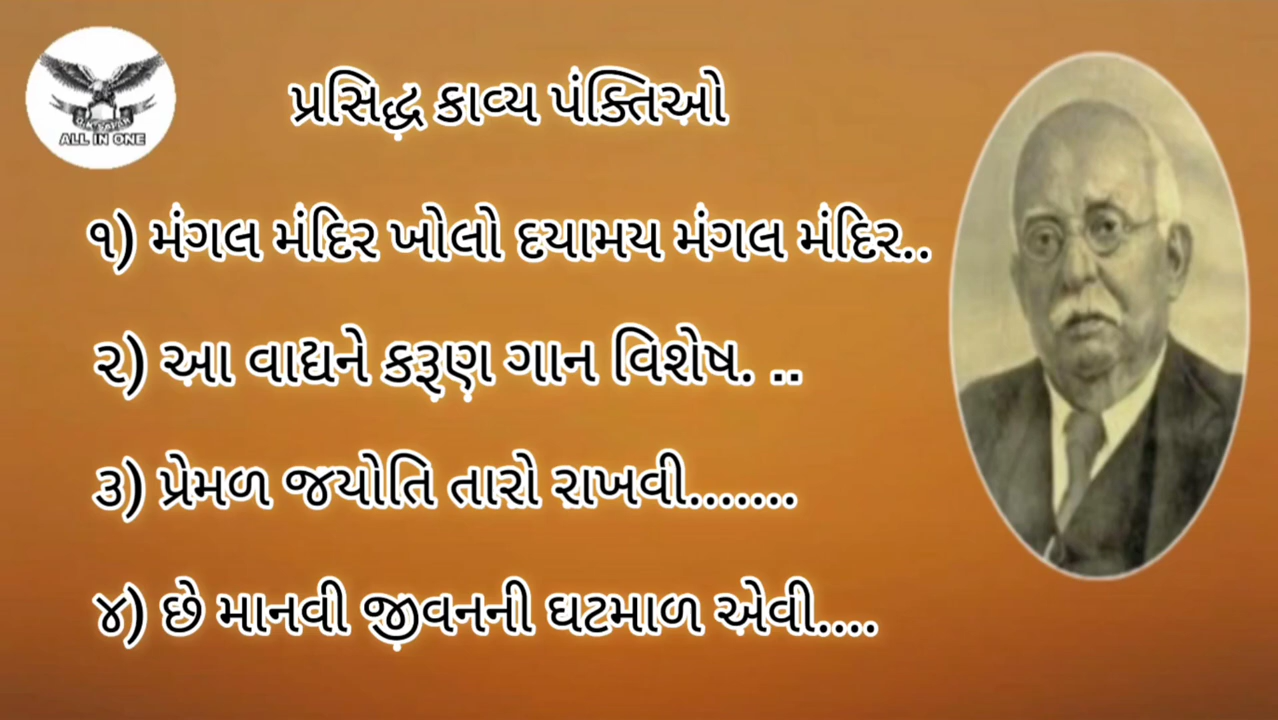 ALL IN ONE
પ્રસિદ્ધ કાવ્ય પંક્તિઓ
૧) મંગલ મંદિર ખોલો દયામય મંગલ મંદિર..
૨) આ વાદ્યને કરૂણ ગાન વિશેષ. ..
૩) પ્રેમળ જયોતિ તારો રાખવી.......
૪) છે માનવી જીવનની ઘટમાળ એવી....